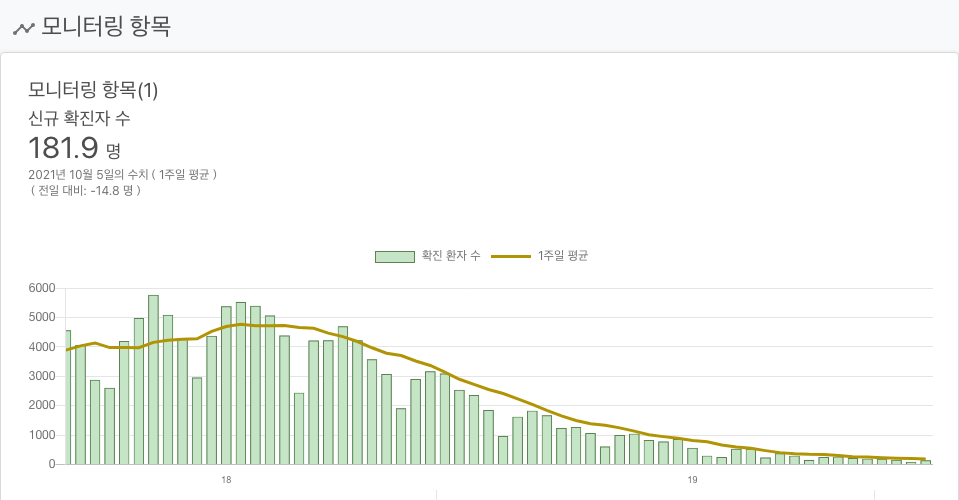 모니터링 항목
모니터링 항목(1)
신규 확진자 수
181.9 명
2021년 10월 5일의 수치 ( 1주일 평균 )
( 전일 대비: -14.8 명 )
확진 환자 수 1주일 평균
6000
5000
4000
3000
2000
1000
0
18 19